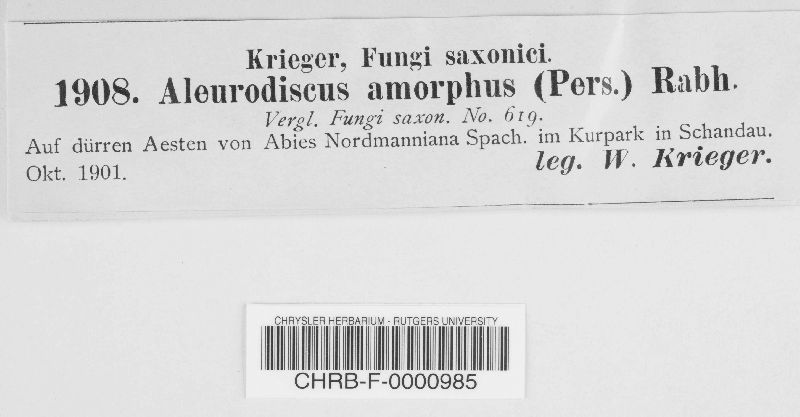 Krieger, Fungi saxonici.
1908. Aleurodiscus amorphus (Pers.) Rabh.
Vergl. Fungi saxon. No. 619.
Auf dürren Aesten von Abies Nordmanniana Spach. im Kurpark in Schandau.
Okt. 1901.
leg. W. Krieger.
CHRYSLER HERBARIUM - RUTGERS UNIVERSITY
CHRB-F-0000985